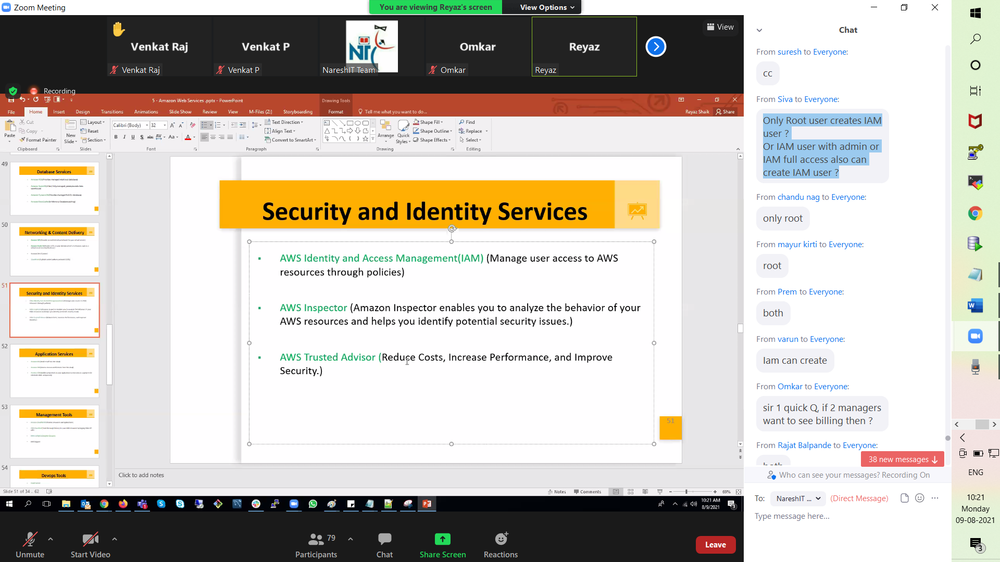 Zoom Meeting
You are viewing Reyaz's screen
View Options
Venkat Raj
Venkat P
NTC
Omkar
Reyaz
View
Venkat Raj
Venkat P
NareshIT Team
Omkar
Reyaz
Recording
5 - Amazon Web Services .pptx - PowerPoint
Drawing Tools
File
Home
Insert
Design
Transitions
Animations
Slide Show
Review
View
M-Files (Z:)
Storyboarding
Format
Tell me what you want to do...
Reyaz Shaik
Share
Paste
Cut
Copy
Format Painter
Clipboard
New Slide
Layout
Reset
Section
Slides
Calibri (Body)
32
Font
Text Direction
Align Text
Convert to SmartArt
Paragraph
Arrange
Quick Styles
Shape Fill
Shape Outline
Shape Effects
Drawing
Find
Replace
Select
Editing
49
Database Services
50
Networking & Content Delivery
51
Security and Identity Services
52
Application Services
53
Management Tools
54
Devops Tools
Security and Identity Services
AWS Identity and Access Management(IAM) (Manage user access to AWS
resources through policies)
AWS Inspector (Amazon Inspector enables you to analyze the behavior of your
AWS resources and helps you identify potential security issues.)
AWS Trusted Advisor (Reduce Costs, Increase Performance, and Improve
Security.)
51
Click to add notes
Slide 51 of 34 .. 62
Notes
Comments
69%
10:21 AM
8/9/2021
Unmute
Start Video
79
Participants
Chat
Share Screen
Reactions
Leave
Chat
From suresh to Everyone:
cc
From Siva to Everyone:
Only Root user creates IAM
user ?
Or IAM user with admin or
IAM full access also can
create IAM user ?
From chandu nag to Everyone:
only root
From mayur kirti to Everyone:
root
From Prem to Everyone:
both
From varun to Everyone:
Iam can create
From Omkar to Everyone:
sir 1 quick Q, if 2 managers
want to see billing then ?
From Rajat Balpande to Everyone:
38 new messages
Who can see your messages? Recording On
To: NareshIT ... (Direct Message)
Type message here...
ENG
10:21
Monday
09-08-2021
3